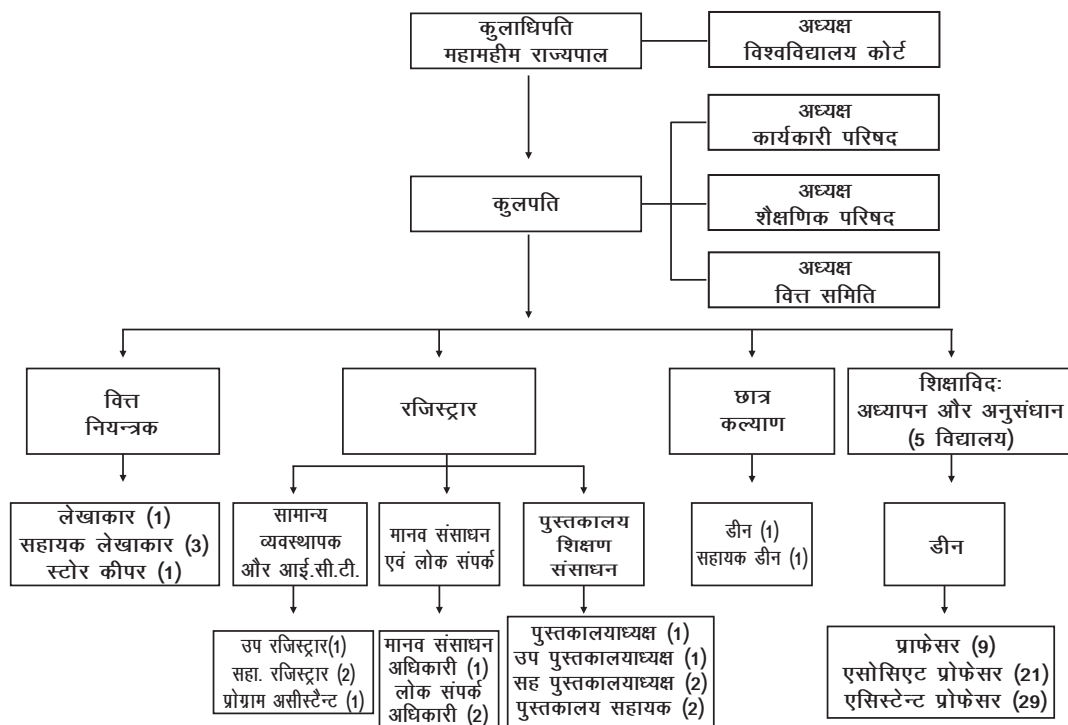 कुलाधिपति
महामहीम राज्यपाल
अध्यक्ष
विश्वविद्यालय कोर्ट
अध्यक्ष
कार्यकारी परिषद
कुलपति
अध्यक्ष
शैक्षणिक परिषद
अध्यक्ष
वित्त समिति
वित्त
नियन्त्रक
रजिस्ट्रार
छात्र
कल्याण
शिक्षाविदः
अध्यापन और अनुसंधान
(5 विद्यालय)
लेखाकार (1)
सहायक लेखाकार (3)
स्टोर कीपर (1)
सामान्य
व्यवस्थापक
और आई.सी.टी.
मानव संसाधन
एवं लोक संपर्क
पुस्तकालय
शिक्षण
संसाधन
डीन (1)
सहायक डीन (1)
डीन
उप रजिस्ट्रार(1)
सहा. रजिस्ट्रार (2)
प्रोग्राम असीस्टैन्ट (1)
मानव संसाधन
अधिकारी (1)
लोक संपर्क
अधिकारी (2)
पुस्तकालयाध्यक्ष (1)
उप पुस्तकालयाध्यक्ष (1)
सह पुस्तकालयाध्यक्ष (2)
पुस्तकालय सहायक (2)
प्राफेसर (9)
एसोसिएट प्रोफेसर (21)
एसिस्टेन्ट प्रोफेसर (29)